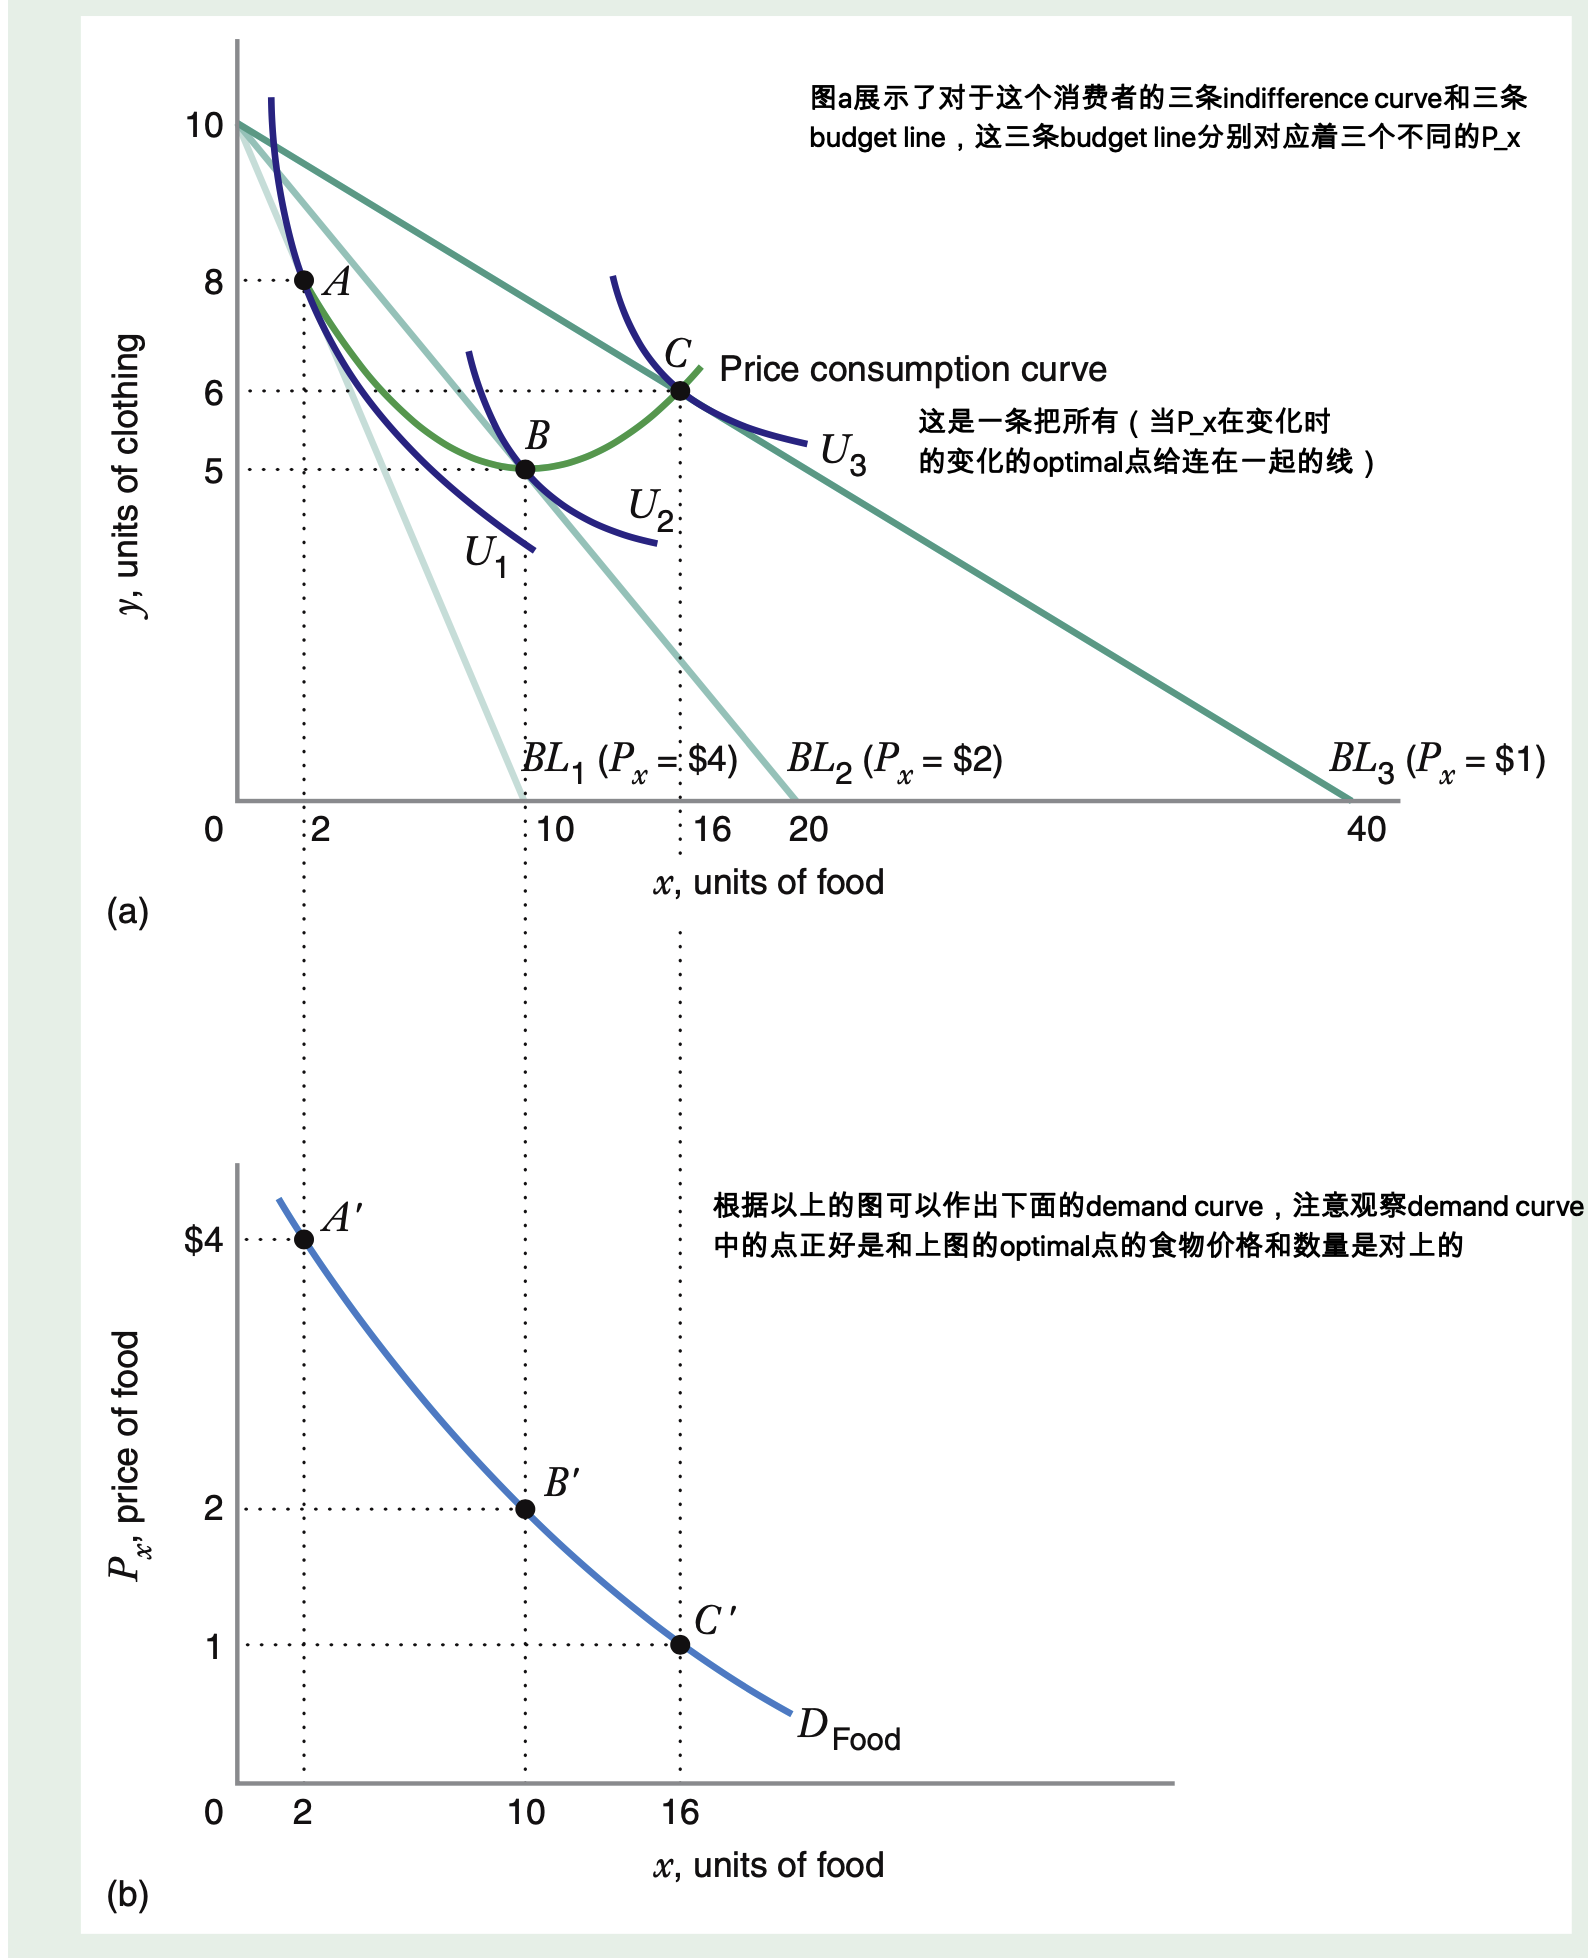 图a展示了对于这个消费者的三条indifference curve和三条
budget line，这三条budget line分别对应着三个不同的P_x
10
8
A
6
C
Price consumption curve
这是一条把所有（当P_x在变化时
的变化的optimal点给连在一起的线）
5
B
U3
U2
U1
y, units of clothing
BL1 (Px = $4)
BL2 (Px = $2)
BL3 (Px = $1)
0
2
10
16
20
40
x, units of food
(a)
根据以上的图可以作出下面的demand curve，注意观察demand curve
中的点正好是和上图的optimal点的食物价格和数量是对上的
$4
A′
2
B′
1
C′
DFood
Px, price of food
0
2
10
16
x, units of food
(b)